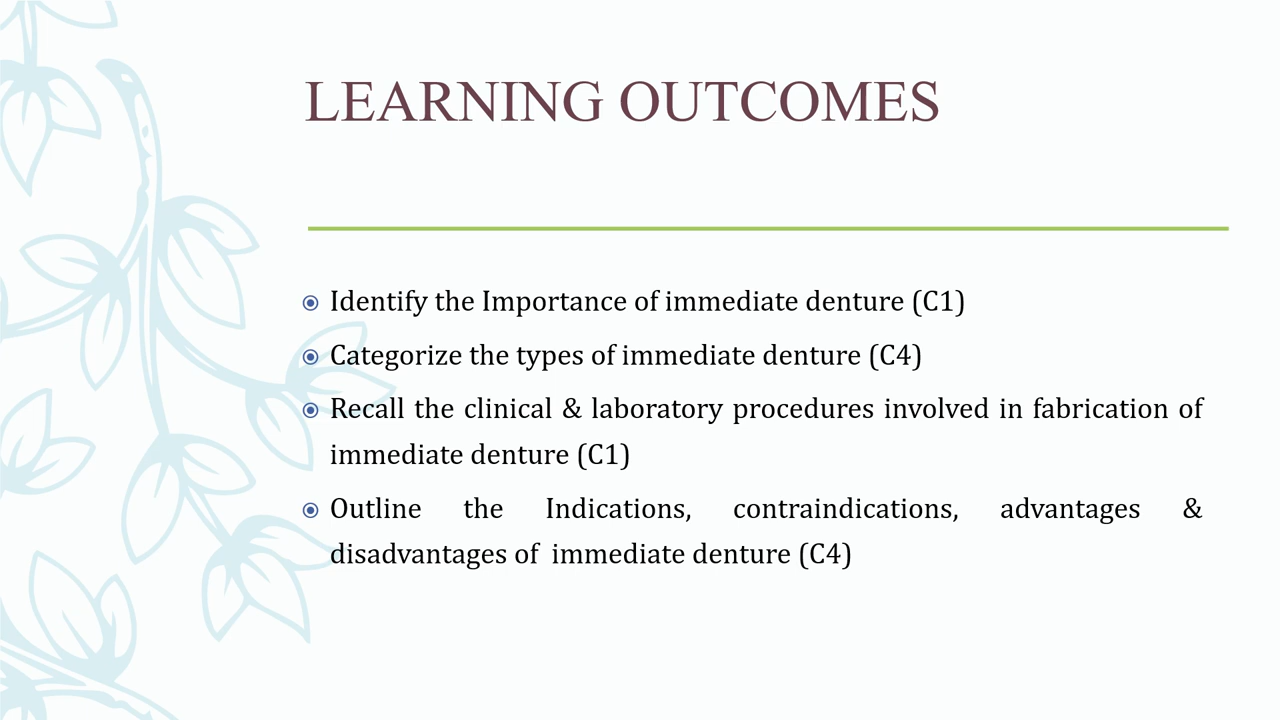 LEARNING OUTCOMES
Identify the Importance of immediate denture (C1)
Categorize the types of immediate denture (C4)
Recall the clinical & laboratory procedures involved in fabrication of
immediate denture (C1)
Outline the Indications, contraindications, advantages &
disadvantages of  immediate denture (C4)